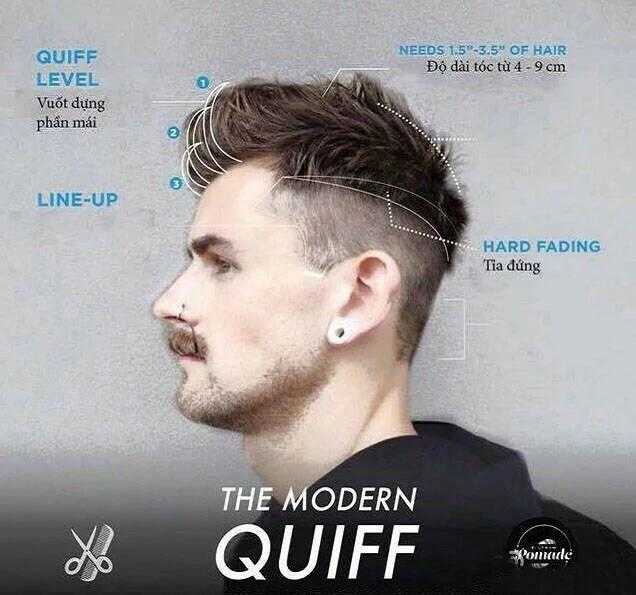 QUIFF
LEVEL
Vuốt dựng
phần mái
1
2
3
LINE-UP
NEEDS 1.5"-3.5" OF HAIR
Độ dài tóc từ 4 - 9 cm
HARD FADING
Tỉa đứng
THE MODERN
QUIFF
Pomade